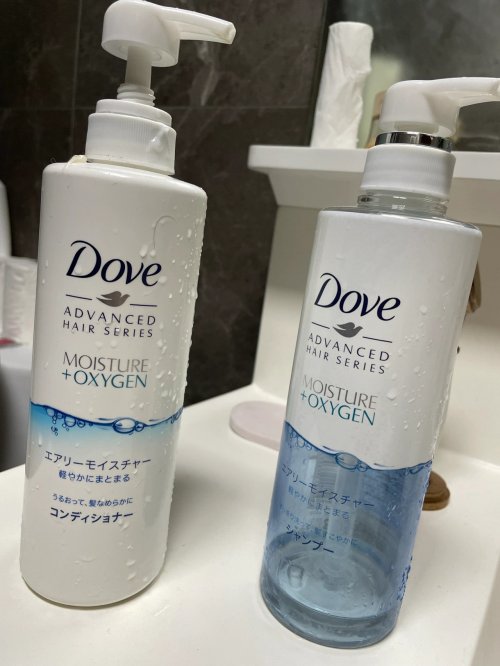 Dove
ADVANCED
HAIR SERIES
MOISTURE
+OXYGEN
エアリーモイスチャー
軽やかにまとまる
うるおって、髪なめらかに
コンディショナー
Dove
ADVANCED
HAIR SERIES
MOISTURE
+OXYGEN
エアリーモイスチャー
軽やかにまとまる
シャンプー